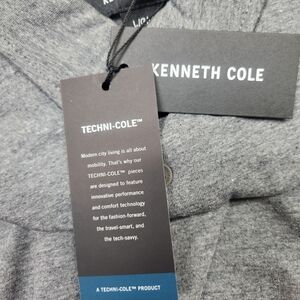 KENNETH COLE
TECHNI-COLE™
Modern city living is all about
mobility. That's why our
TECHNI-COLE™ pieces
are designed to feature
innovative performance
and comfort technology
for the fashion-forward,
the travel-smart, and
the tech-savvy.
A TECHNI-COLE™ PRODUCT